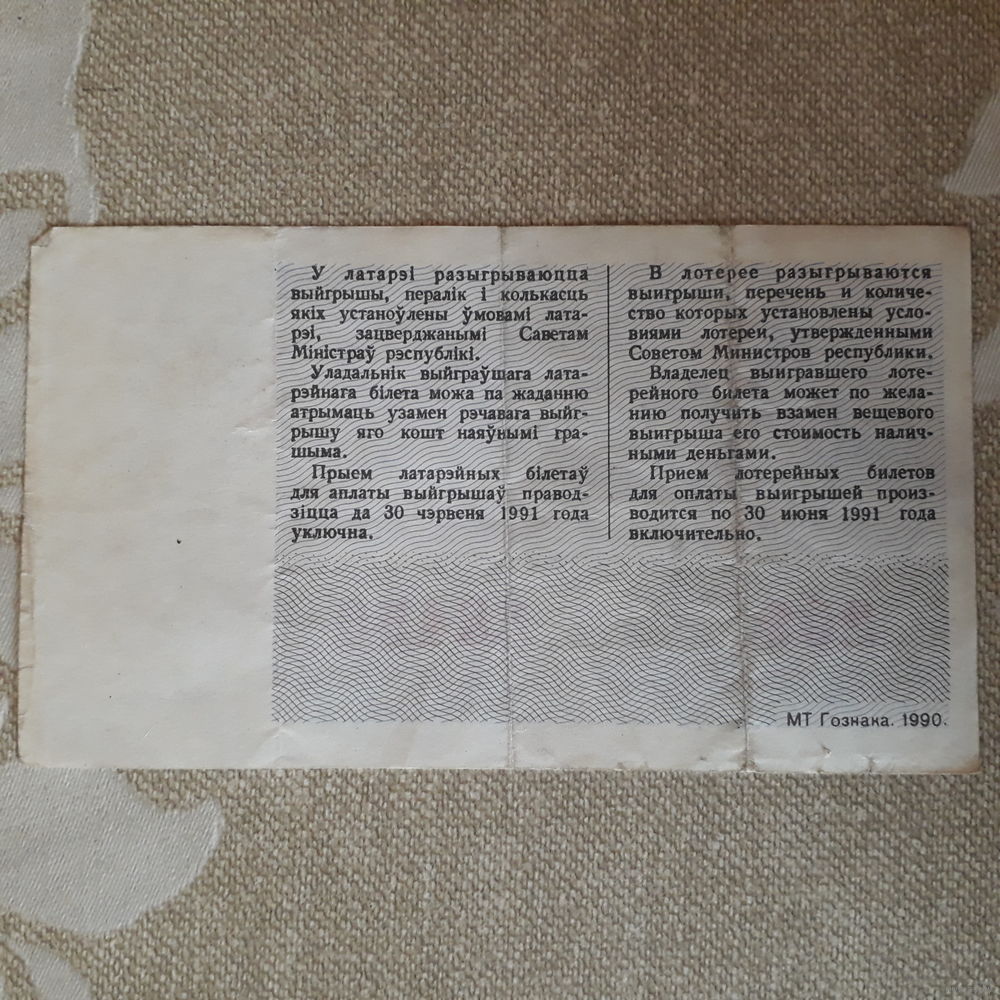 У латарэі разыгрываюцца
выйгрышы, пералік і колькасць
якіх устаноўлены ўмовамі лата-
рэі, зацверджанымі Саветам
Міністраў рэспублікі.
Уладальнік выйграўшага лата-
рэйнага білета можа па жаданню
атрымаць узамен рэчавага выйг-
рышу яго кошт наяўнымі гра-
шыма.
Прыем латарэйных білетаў
для аплаты выйгрышаў правод-
зіцца да 30 чэрвеня 1991 года
уключна.
В лотерее разыгрываются
выигрыши, перечень и количе-
ство которых установлены усло-
виями лотереи, утвержденными
Советом Министров республики.
Владелец выигравшего лоте-
рейного билета может по жела-
нию получить взамен вещевого
выигрыша его стоимость налич-
ными деньгами.
Прием лотерейных билетов
для оплаты выигрышей произ-
водится по 30 июня 1991 года
включительно.
МТ Гознака. 1990.